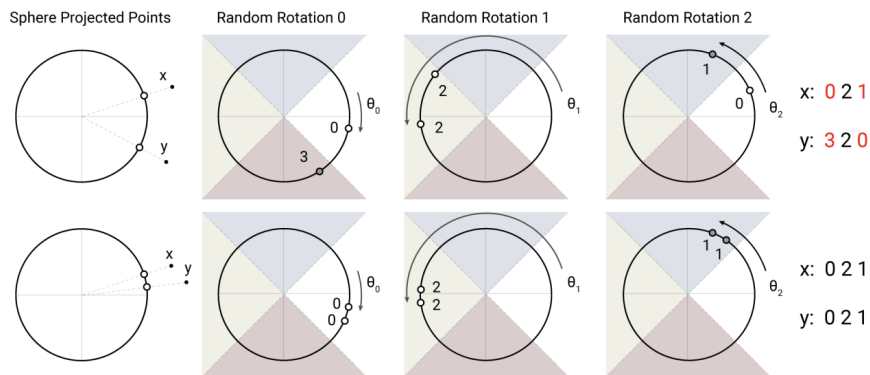 Sphere Projected Points
Random Rotation 0
Random Rotation 1
Random Rotation 2
x
y
0
3
θ0
2
2
θ1
1
0
θ2
x: 0 2 1
y: 3 2 0
x
y
0
0
θ0
2
2
θ1
1
1
θ2
x: 0 2 1
y: 0 2 1